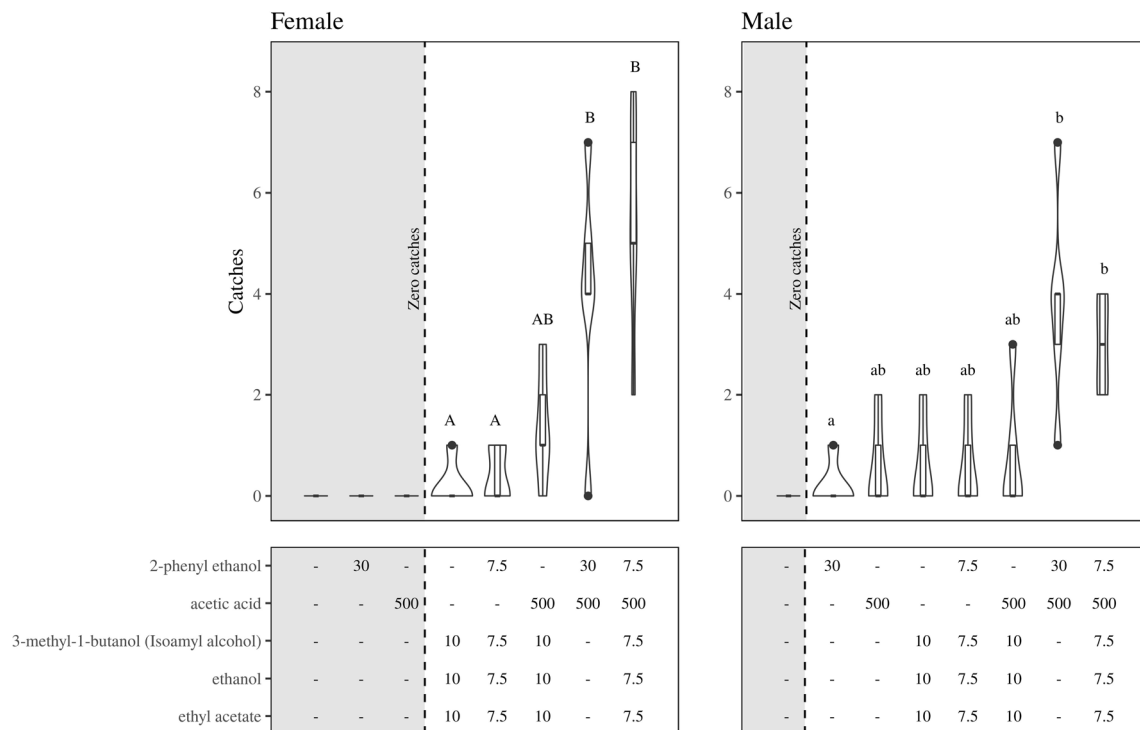 Female Male
B
B b
8 8
6 6
Zero catches Zero catches
Catches
b
4 4
AB ab
ab ab ab
2 2
A A a
0 0
2-phenyl ethanol - 30 - - 7.5 - 30 7.5 - 30 - - 7.5 - 30 7.5
acetic acid - - 500 - - 500 500 500 - - 500 - - 500 500 500
3-methyl-1-butanol (Isoamyl alcohol) - - - 10 7.5 10 - 7.5 - - - 10 7.5 10 - 7.5
ethanol - - - 10 7.5 10 - 7.5 - - - 10 7.5 10 - 7.5
ethyl acetate - - - 10 7.5 10 - 7.5 - - - 10 7.5 10 - 7.5